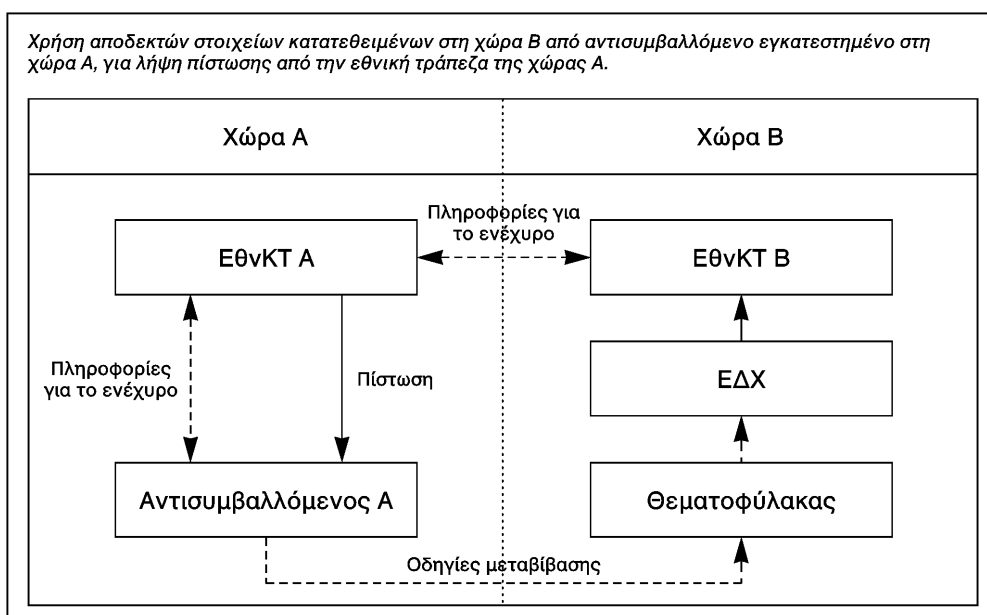 Χρήση αποδεκτών στοιχείων κατατεθειμένων στη χώρα Β από αντισυμβαλλόμενο εγκατεστημένο στη
χώρα Α, για λήψη πίστωσης από την εθνική τράπεζα της χώρας Α.
Χώρα Α
Χώρα Β
Πληροφορίες για
το ενέχυρο
ΕθνΚΤ Α
ΕθνΚΤ Β
Πληροφορίες
για το ενέχυρο
Πίστωση
ΕΔΧ
Αντισυμβαλλόμενος Α
Θεματοφύλακας
Οδηγίες μεταβίβασης